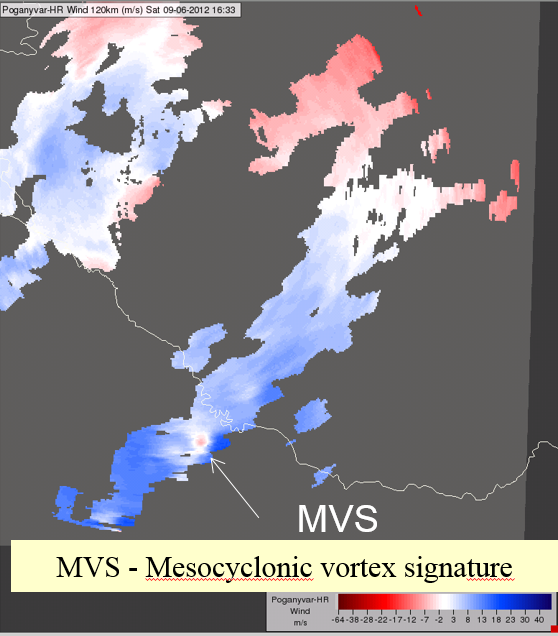 Poganyvar-HR Wind 120km (m/s) Sat 09-06-2012 16:33
MVS
MVS - Mesocyclonic vortex signature
Poganyvar-HR
Wind
m/s
-64 -38 -28 -22 -17 -12 -7 -2 3 8 13 18 23 30 40